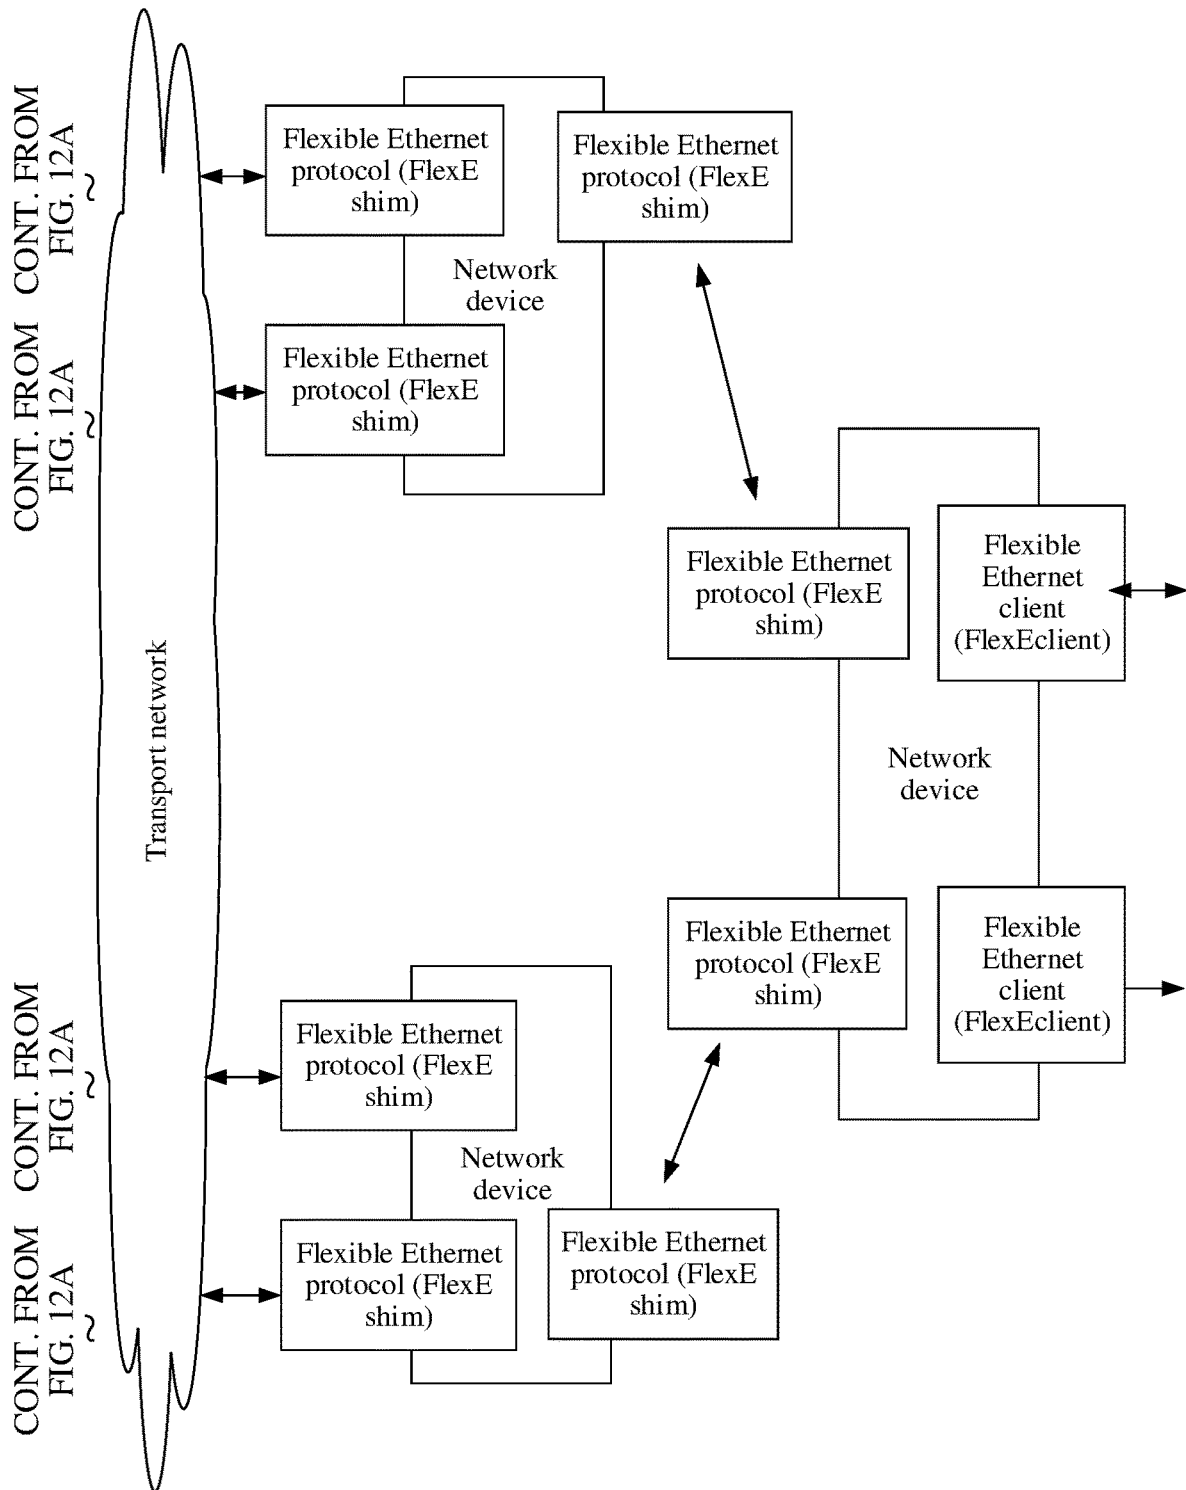 CONT. FROM
FIG. 12A
Flexible Ethernet
protocol (FlexE
shim)
Flexible Ethernet
protocol (FlexE
shim)
Network
device
CONT. FROM
FIG. 12A
Flexible Ethernet
protocol (FlexE
shim)
Flexible Ethernet
protocol (FlexE
shim)
Flexible
Ethernet
client
(FlexEclient)
Transport network
Network
device
Flexible Ethernet
protocol (FlexE
shim)
Flexible
Ethernet
client
(FlexEclient)
CONT. FROM
FIG. 12A
Flexible Ethernet
protocol (FlexE
shim)
Network
device
CONT. FROM
FIG. 12A
Flexible Ethernet
protocol (FlexE
shim)
Flexible Ethernet
protocol (FlexE
shim)